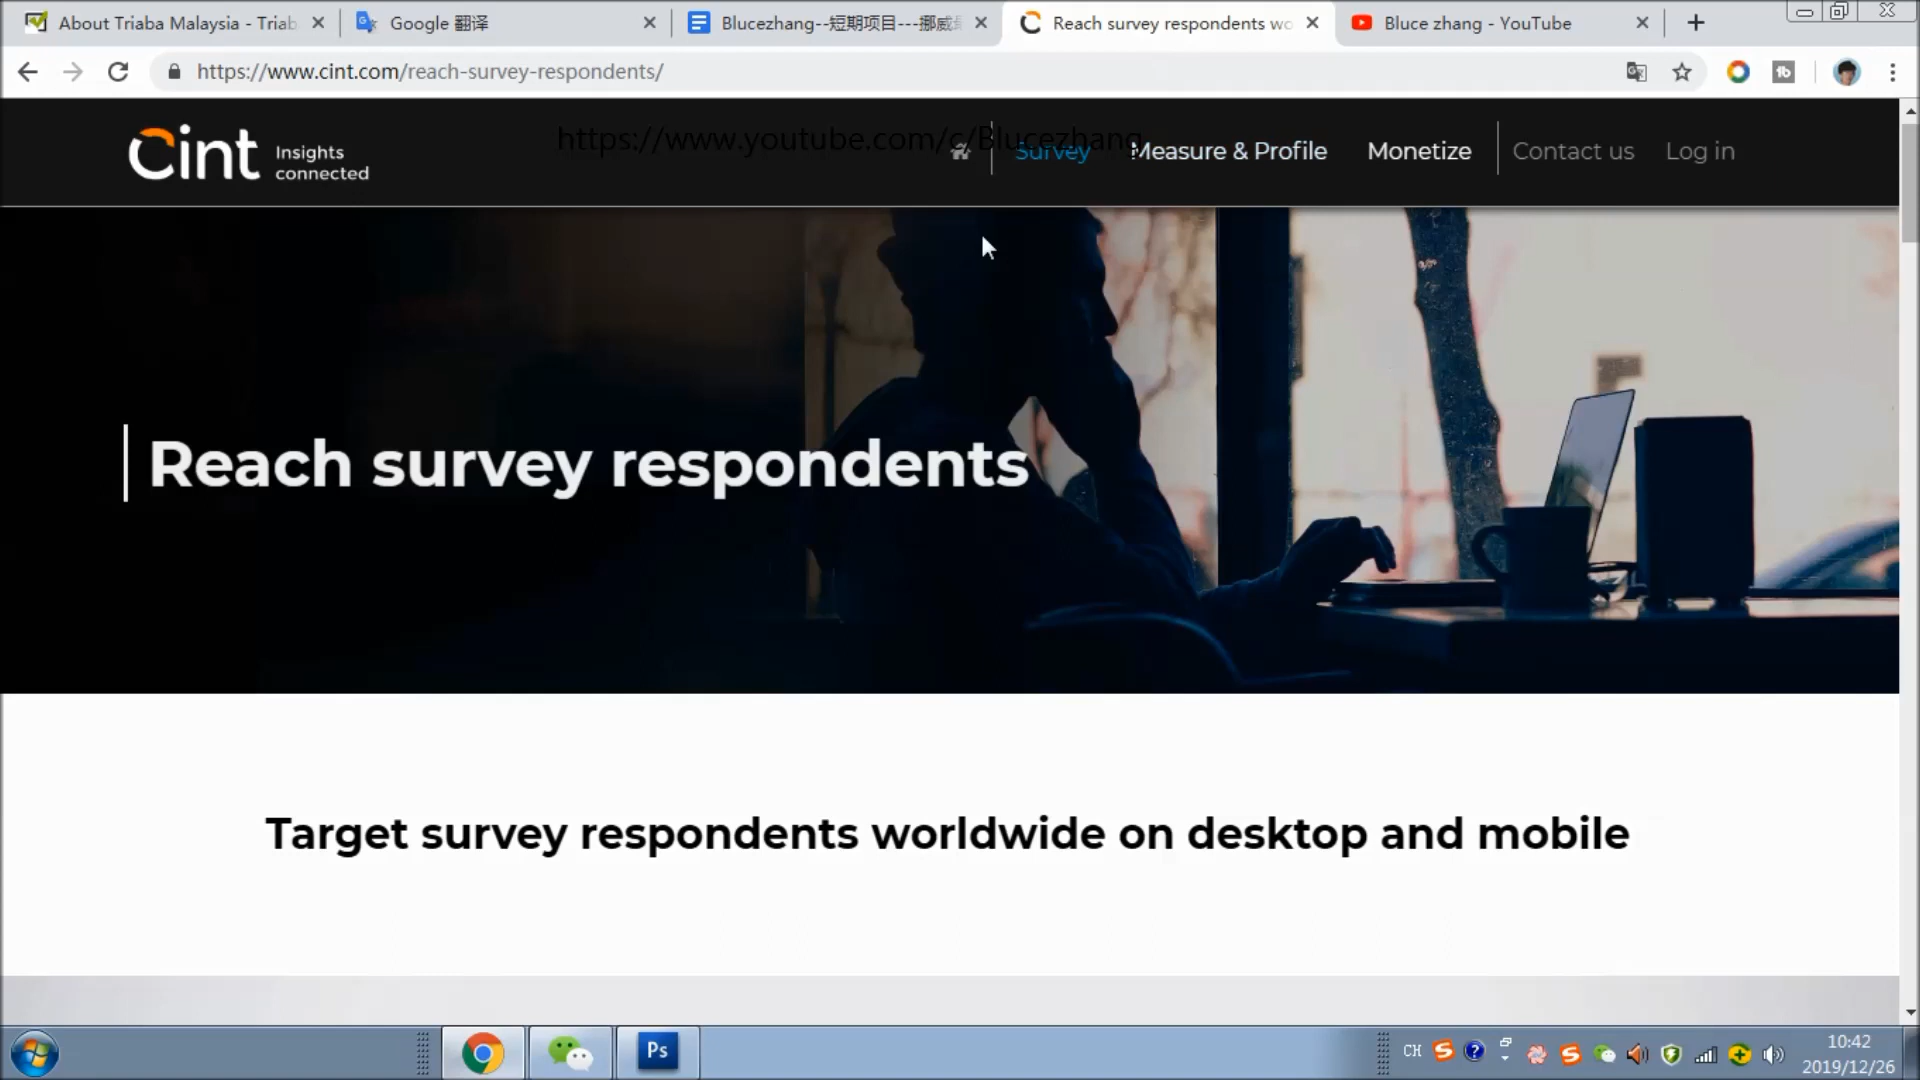 About Triaba Malaysia - Triab
Google 翻译
Blucezhang--短期项目---挪威
Reach survey respondents wo
Bluce zhang - YouTube
https://www.cint.com/reach-survey-respondents/
Cint
Insights
connected
https://www.youtube.com/c/Blucezhang
Survey
Measure & Profile
Monetize
Contact us
Log in
Reach survey respondents
Target survey respondents worldwide on desktop and mobile
Ps
CH
10:42
2019/12/26